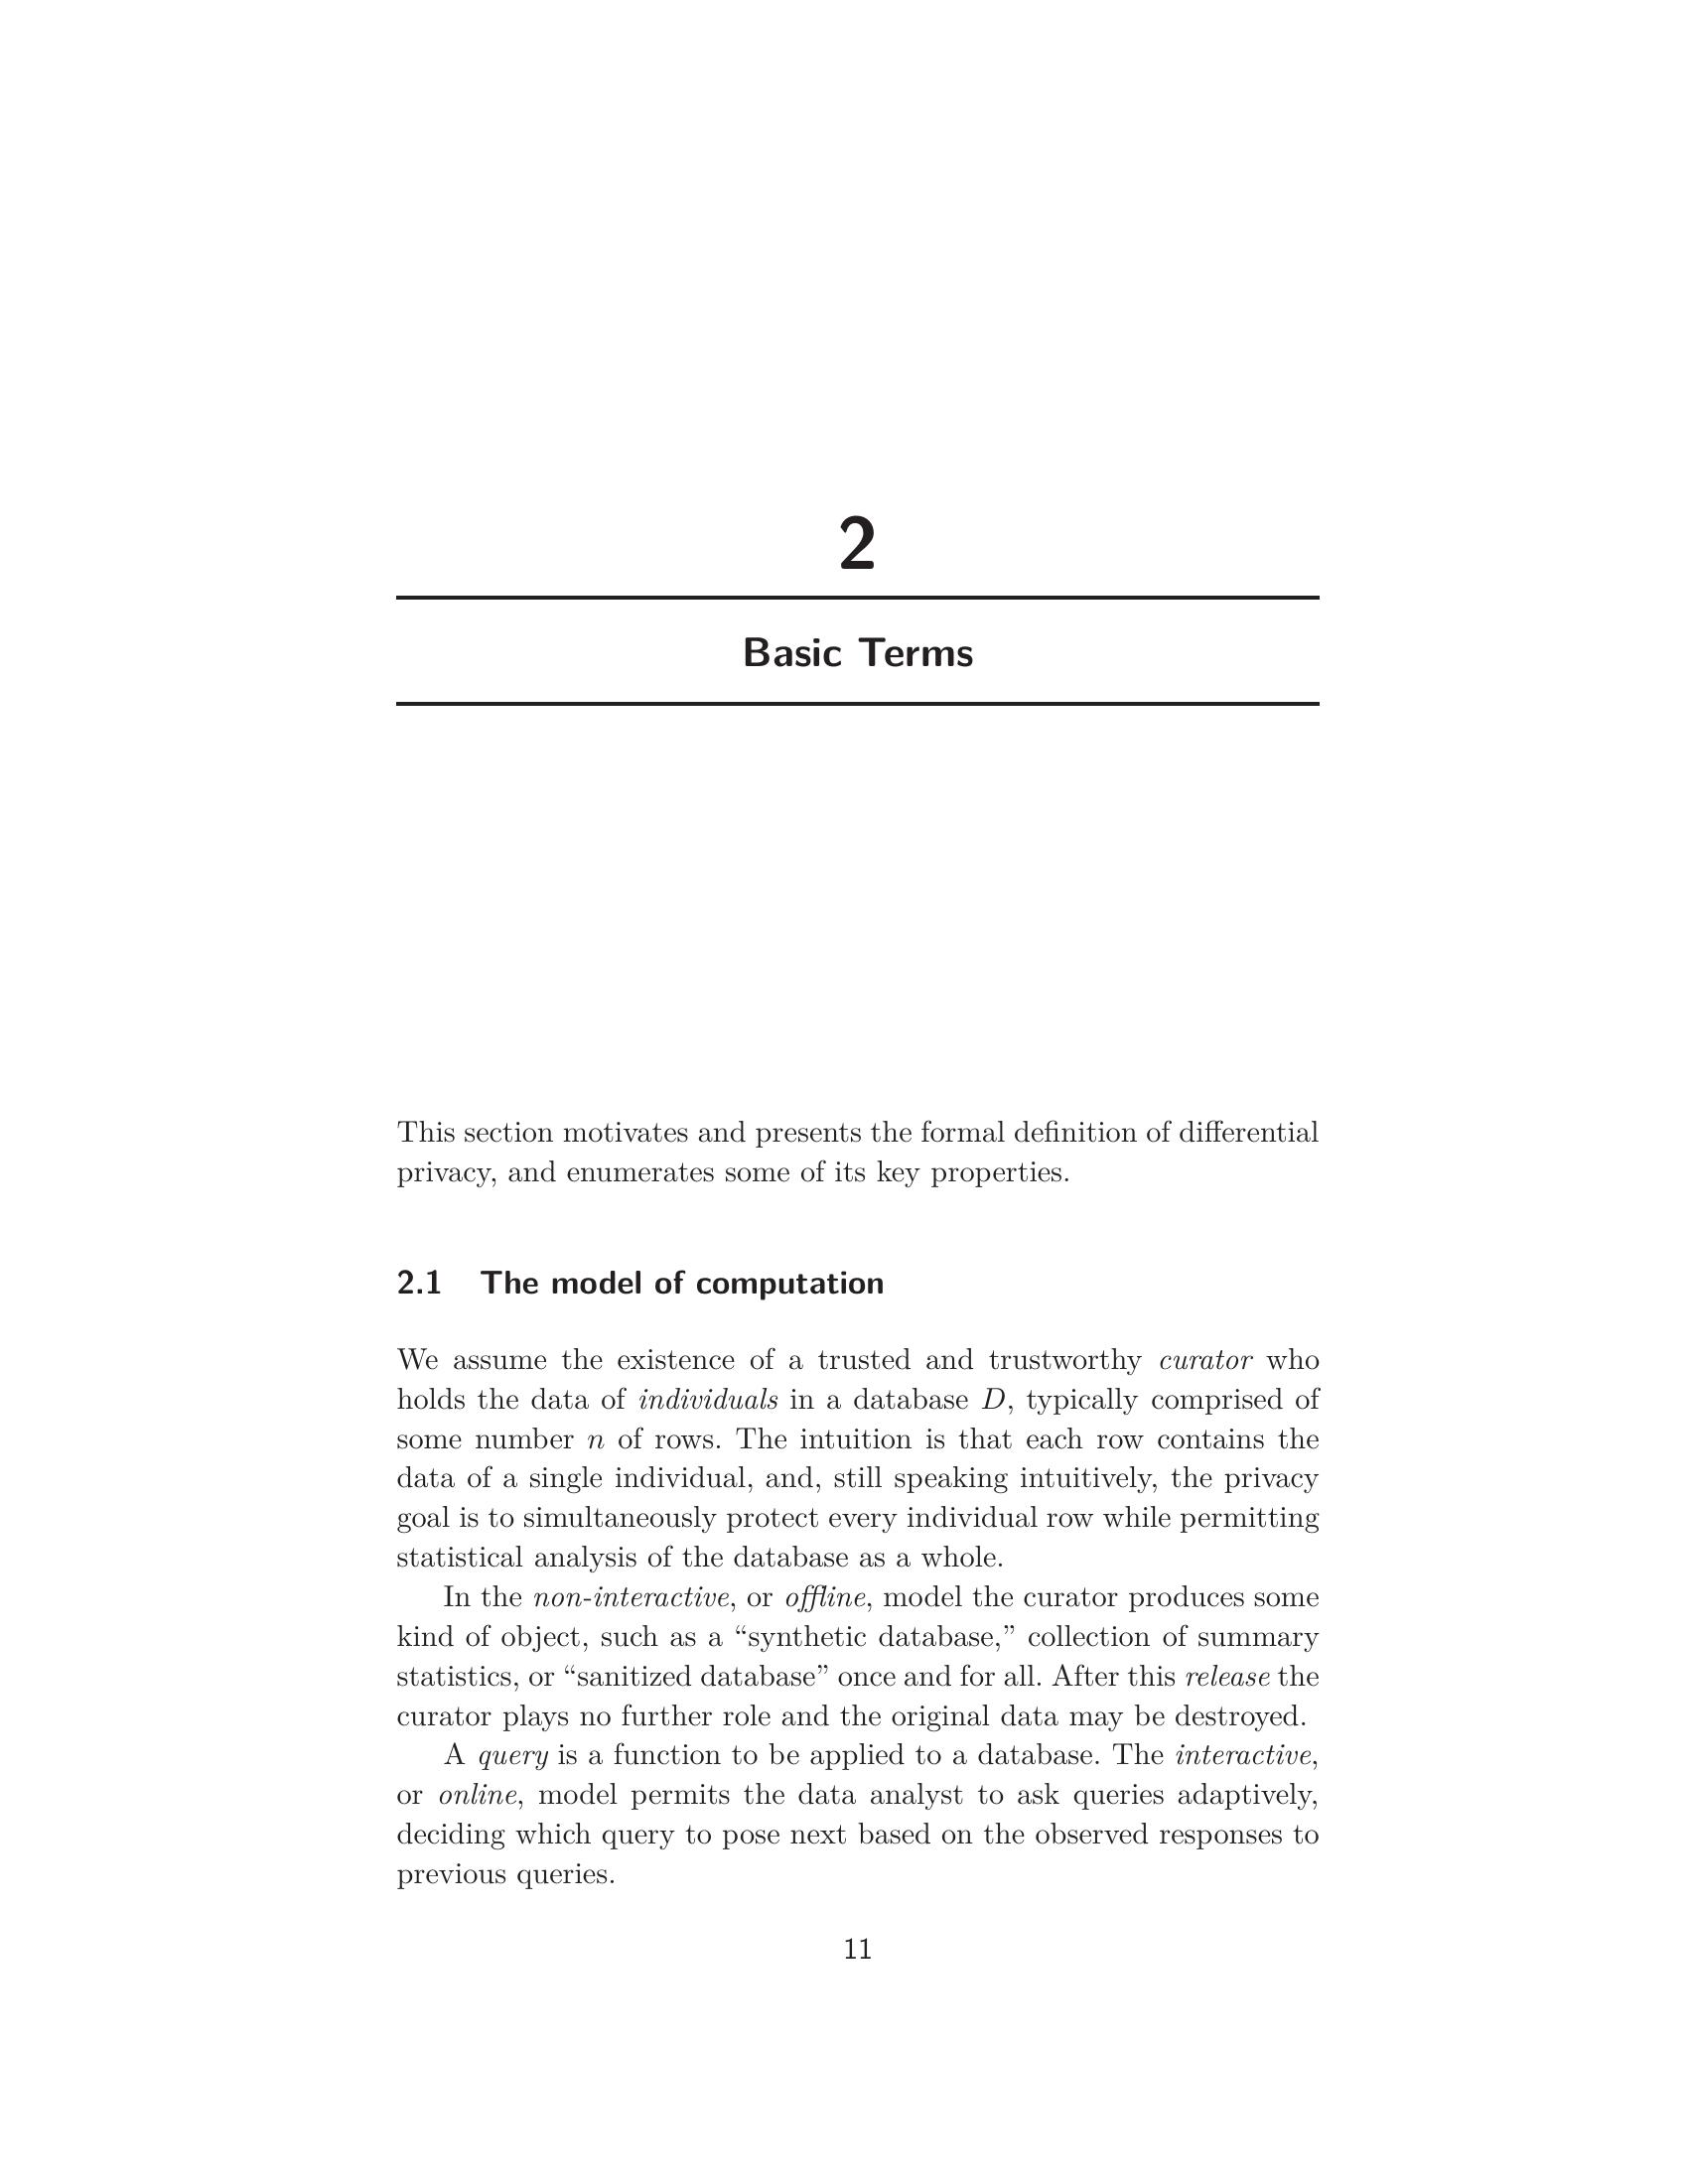 2
Basic Terms
This section motivates and presents the formal definition of differential
privacy, and enumerates some of its key properties.
2.1 The model of computation
We assume the existence of a trusted and trustworthy curator who
holds the data of individuals in a database D, typically comprised of
some number n of rows. The intuition is that each row contains the
data of a single individual, and, still speaking intuitively, the privacy
goal is to simultaneously protect every individual row while permitting
statistical analysis of the database as a whole.
In the non-interactive, or offline, model the curator produces some
kind of object, such as a “synthetic database,” collection of summary
statistics, or “sanitized database” once and for all. After this release the
curator plays no further role and the original data may be destroyed.
A query is a function to be applied to a database. The interactive,
or online, model permits the data analyst to ask queries adaptively,
deciding which query to pose next based on the observed responses to
previous queries.
11